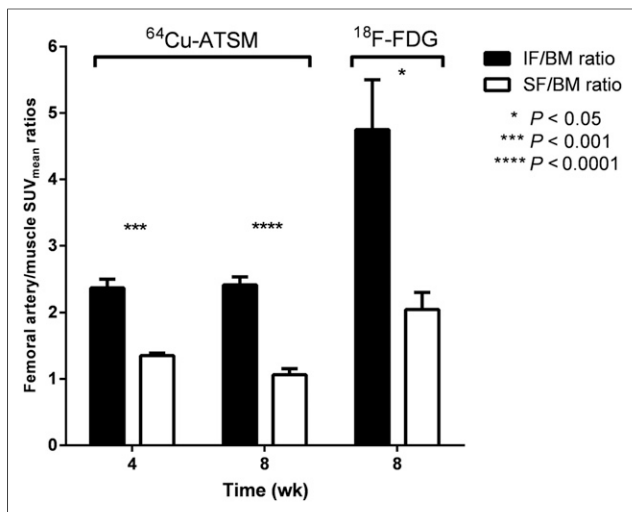 ⁶⁴Cu-ATSM
¹⁸F-FDG
IF/BM ratio
SF/BM ratio
* P < 0.05
*** P < 0.001
**** P < 0.0001
*
***
****
Femoral artery/muscle SUVmean ratios
6
5
4
3
2
1
0
4
8
8
Time (wk)